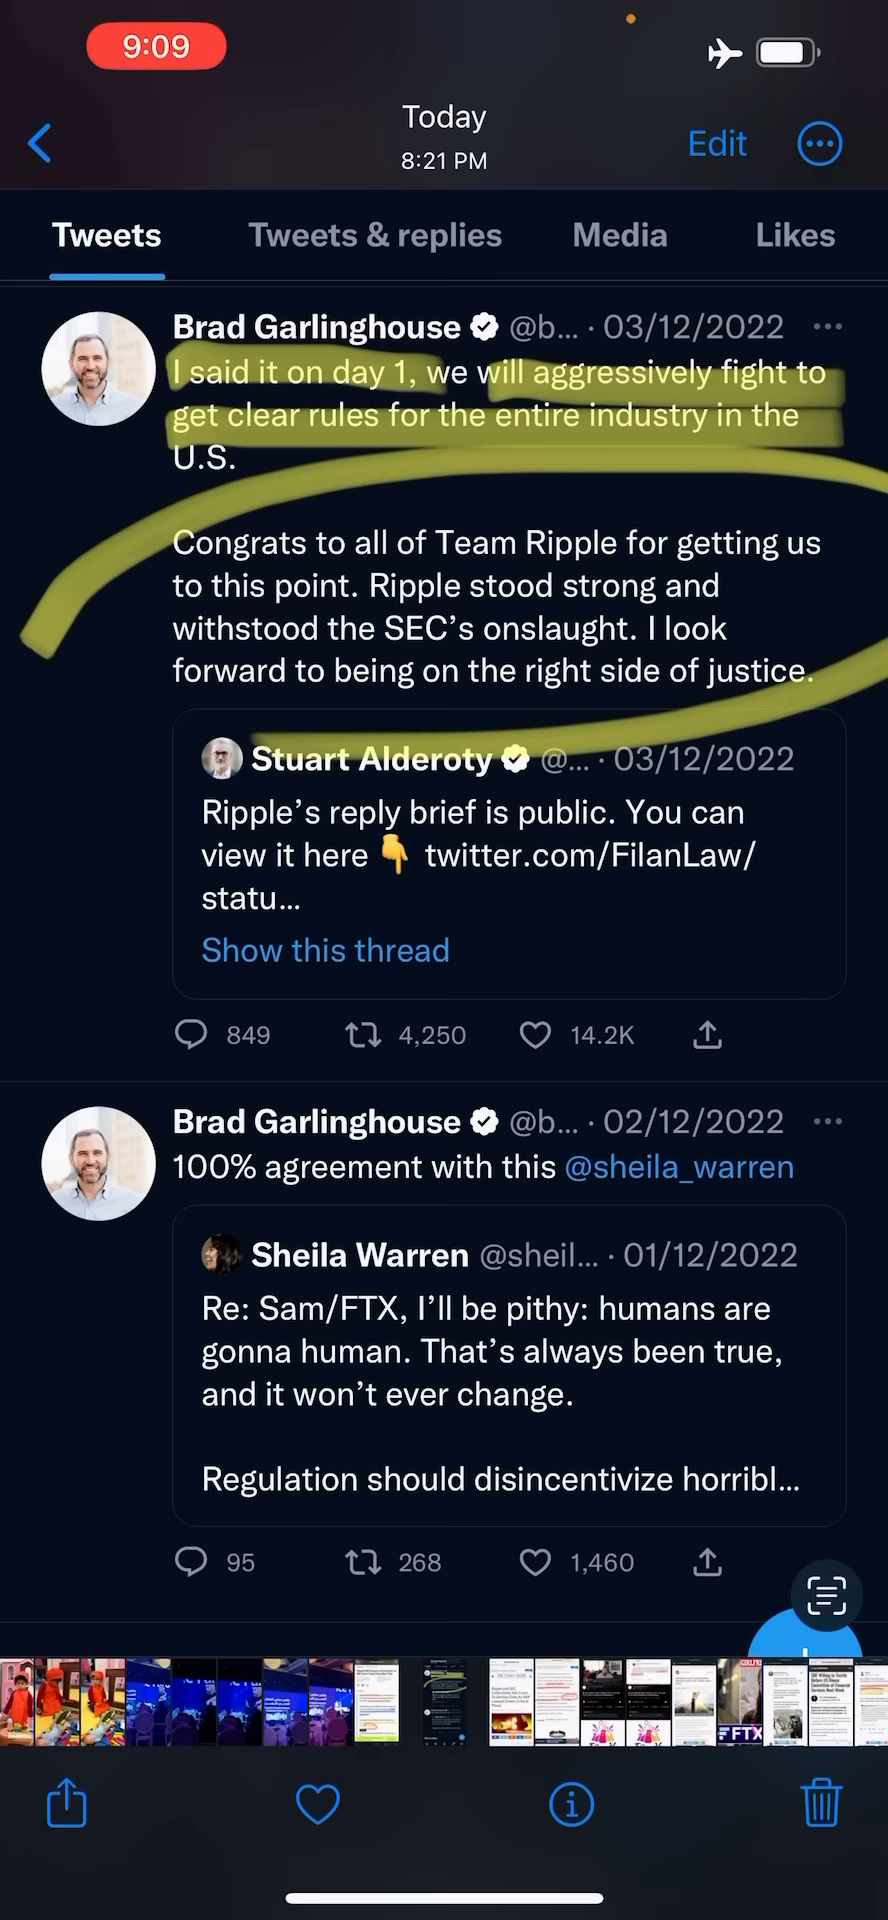 9:09
Today
8:21 PM
Edit
Tweets
Tweets & replies
Media
Likes
Brad Garlinghouse @b... · 03/12/2022
I said it on day 1, we will aggressively fight to
get clear rules for the entire industry in the
U.S.
Congrats to all of Team Ripple for getting us
to this point. Ripple stood strong and
withstood the SEC’s onslaught. I look
forward to being on the right side of justice.
Stuart Alderoty @... · 03/12/2022
Ripple’s reply brief is public. You can
view it here 👇 twitter.com/FilanLaw/
statu...
Show this thread
849
4,250
14.2K
Brad Garlinghouse @b... · 02/12/2022
100% agreement with this @sheila_warren
Sheila Warren @sheil... · 01/12/2022
Re: Sam/FTX, I’ll be pithy: humans are
gonna human. That’s always been true,
and it won’t ever change.
Regulation should disincentivize horribl...
95
268
1,460
FTX